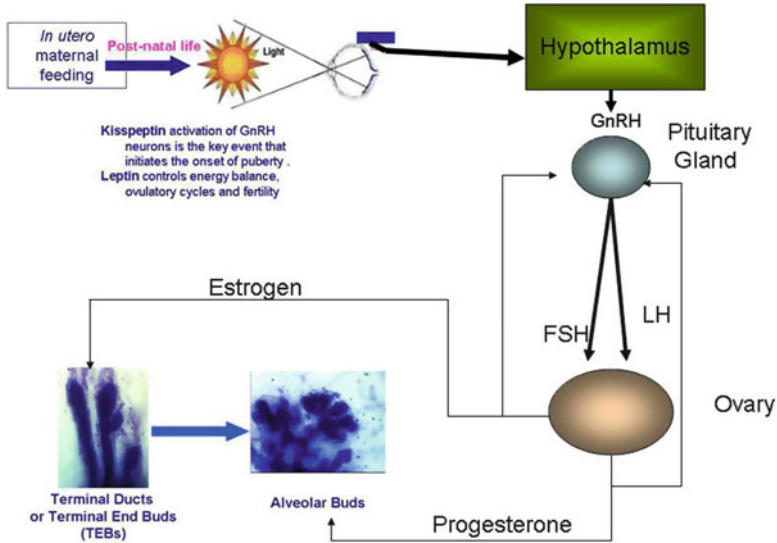 In utero
maternal
feeding
Post-natal life
Light
Hypothalamus
Kisspeptin activation of GnRH
neurons is the key event that
initiates the onset of puberty .
Leptin controls energy balance,
ovulatory cycles and fertility
GnRH
Pituitary
Gland
Estrogen
FSH
LH
Ovary
Terminal Ducts
or Terminal End Buds
(TEBs)
Alveolar Buds
Progesterone